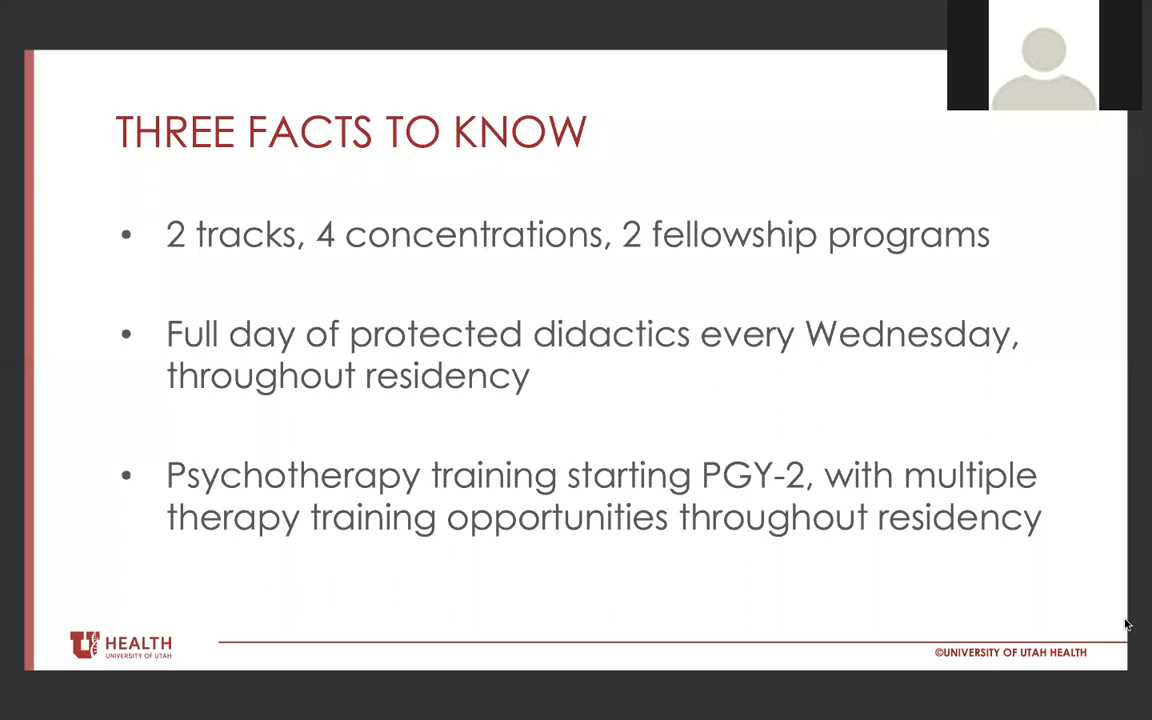 THREE FACTS TO KNOW
• 2 tracks, 4 concentrations, 2 fellowship programs
• Full day of protected didactics every Wednesday,
throughout residency
• Psychotherapy training starting PGY-2, with multiple
therapy training opportunities throughout residency
U HEALTH
UNIVERSITY OF UTAH
©UNIVERSITY OF UTAH HEALTH